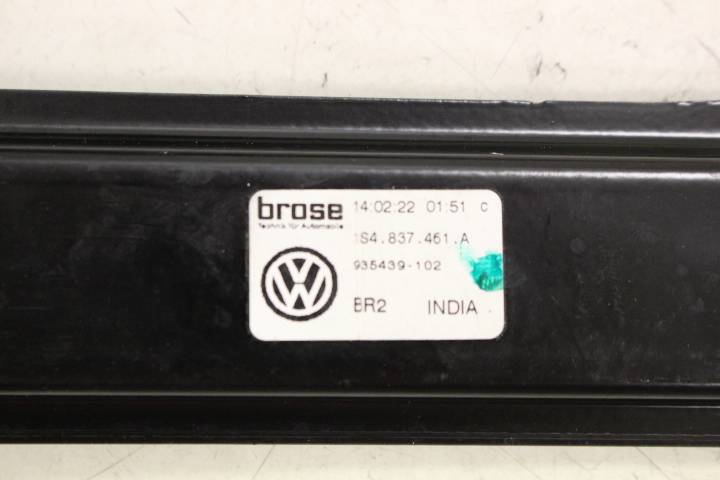 brose 14:02:22 01:51 C
Technik für Automobile
1S4.837.461.A
935439-102
BR2 INDIA